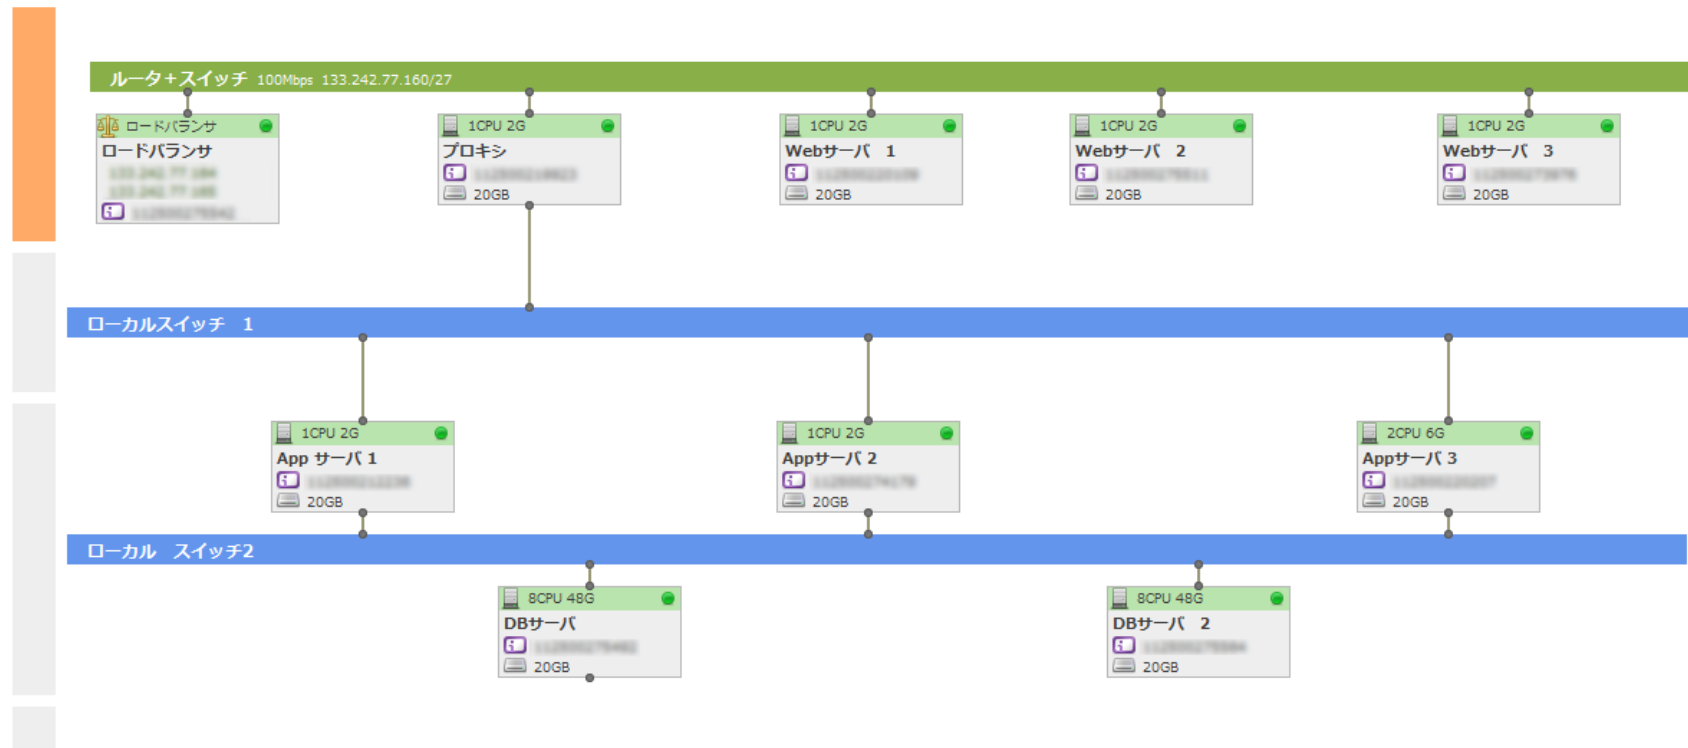 ルータ+スイッチ 100Mbps 133.242.77.160/27
ロードバランサ
ロードバランサ
1CPU 2G
プロキシ
20GB
1CPU 2G
Webサーバ　1
20GB
1CPU 2G
Webサーバ　2
20GB
1CPU 2G
Webサーバ　3
20GB
ローカルスイッチ　1
1CPU 2G
App サーバ 1
20GB
1CPU 2G
Appサーバ 2
20GB
2CPU 6G
Appサーバ 3
20GB
ローカル　スイッチ2
8CPU 48G
DBサーバ
20GB
8CPU 48G
DBサーバ　2
20GB